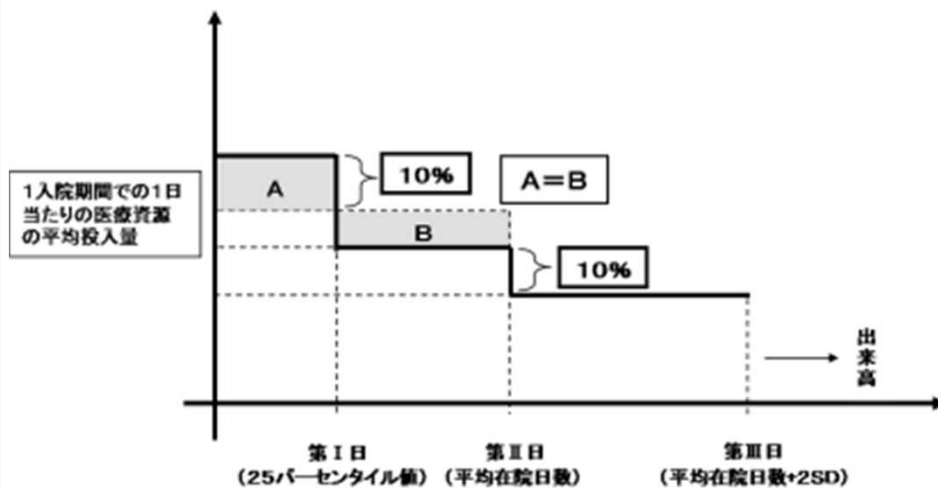 A
10%
A=B
1入院期間での1日
当たりの医療資源
の平均投入量
B
10%
出
来
高
第Ⅰ日
(25パーセンタイル値)
第Ⅱ日
(平均在院日数)
第Ⅲ日
(平均在院日数+2SD)